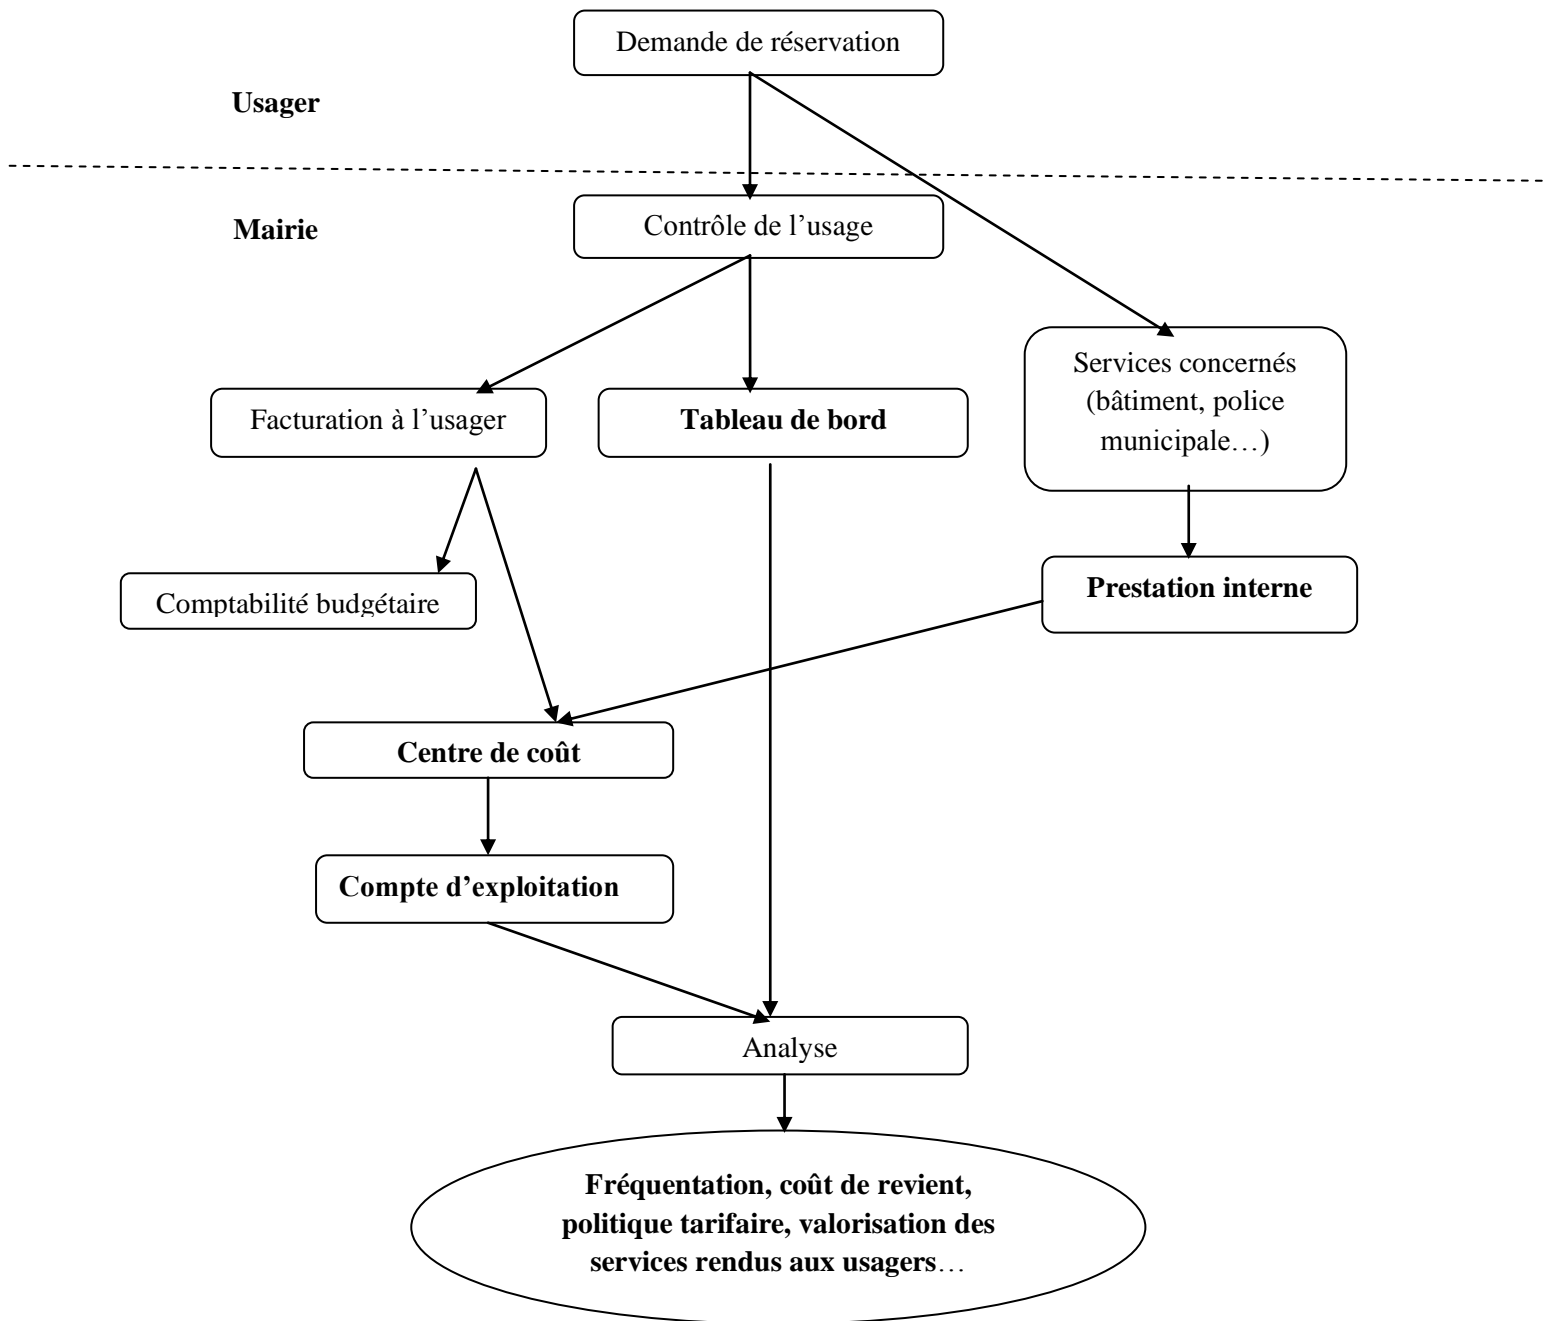 Demande de réservation
Usager
Mairie
Contrôle de l’usage
Services concernés
(bâtiment, police
municipale…)
Facturation à l’usager
Tableau de bord
Prestation interne
Comptabilité budgétaire
Centre de coût
Compte d’exploitation
Analyse
Fréquentation, coût de revient,
politique tarifaire, valorisation des
services rendus aux usagers…